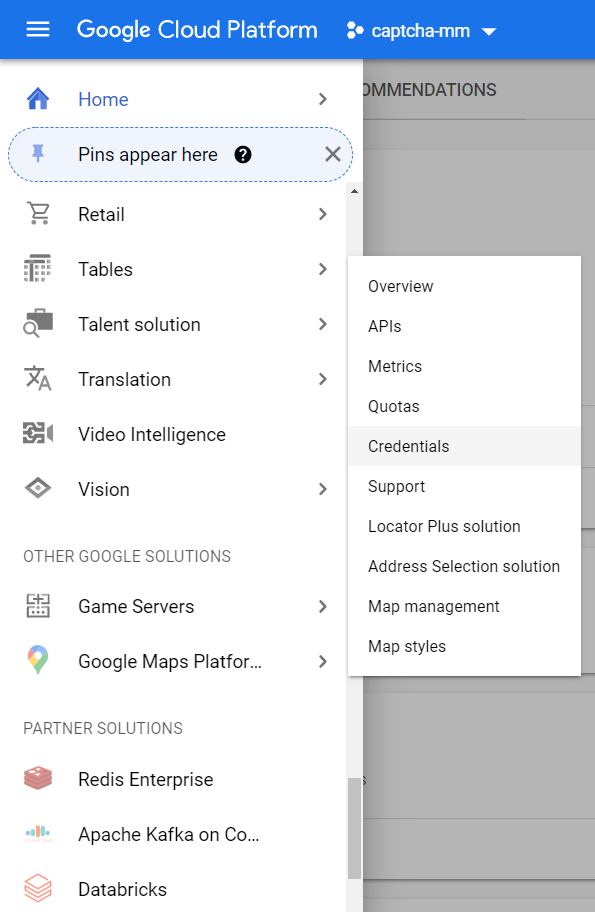 Google Cloud Platform captcha-mm
OMMENDATIONS
Home
Pins appear here ?
Retail
Tables
Talent solution
Translation
Video Intelligence
Vision
OTHER GOOGLE SOLUTIONS
Game Servers
Google Maps Platfor...
PARTNER SOLUTIONS
Redis Enterprise
Apache Kafka on Co...
Databricks
Overview
APIs
Metrics
Quotas
Credentials
Support
Locator Plus solution
Address Selection solution
Map management
Map styles
s